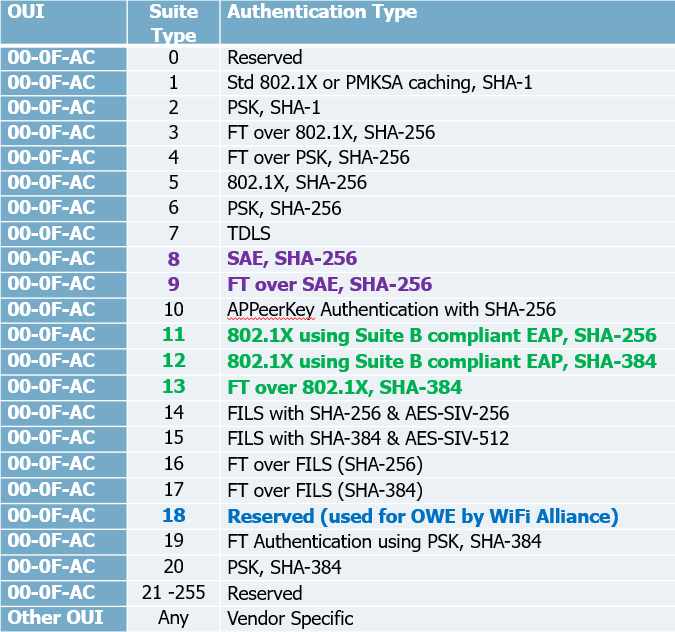 OUI Suite Type Authentication Type
00-0F-AC 0 Reserved
00-0F-AC 1 Std 802.1X or PMKSA caching, SHA-1
00-0F-AC 2 PSK, SHA-1
00-0F-AC 3 FT over 802.1X, SHA-256
00-0F-AC 4 FT over PSK, SHA-256
00-0F-AC 5 802.1X, SHA-256
00-0F-AC 6 PSK, SHA-256
00-0F-AC 7 TDLS
00-0F-AC 8 SAE, SHA-256
00-0F-AC 9 FT over SAE, SHA-256
00-0F-AC 10 APPeerKey Authentication with SHA-256
00-0F-AC 11 802.1X using Suite B compliant EAP, SHA-256
00-0F-AC 12 802.1X using Suite B compliant EAP, SHA-384
00-0F-AC 13 FT over 802.1X, SHA-384
00-0F-AC 14 FILS with SHA-256 & AES-SIV-256
00-0F-AC 15 FILS with SHA-384 & AES-SIV-512
00-0F-AC 16 FT over FILS (SHA-256)
00-0F-AC 17 FT over FILS (SHA-384)
00-0F-AC 18 Reserved (used for OWE by WiFi Alliance)
00-0F-AC 19 FT Authentication using PSK, SHA-384
00-0F-AC 20 PSK, SHA-384
00-0F-AC 21 -255 Reserved
Other OUI Any Vendor Specific